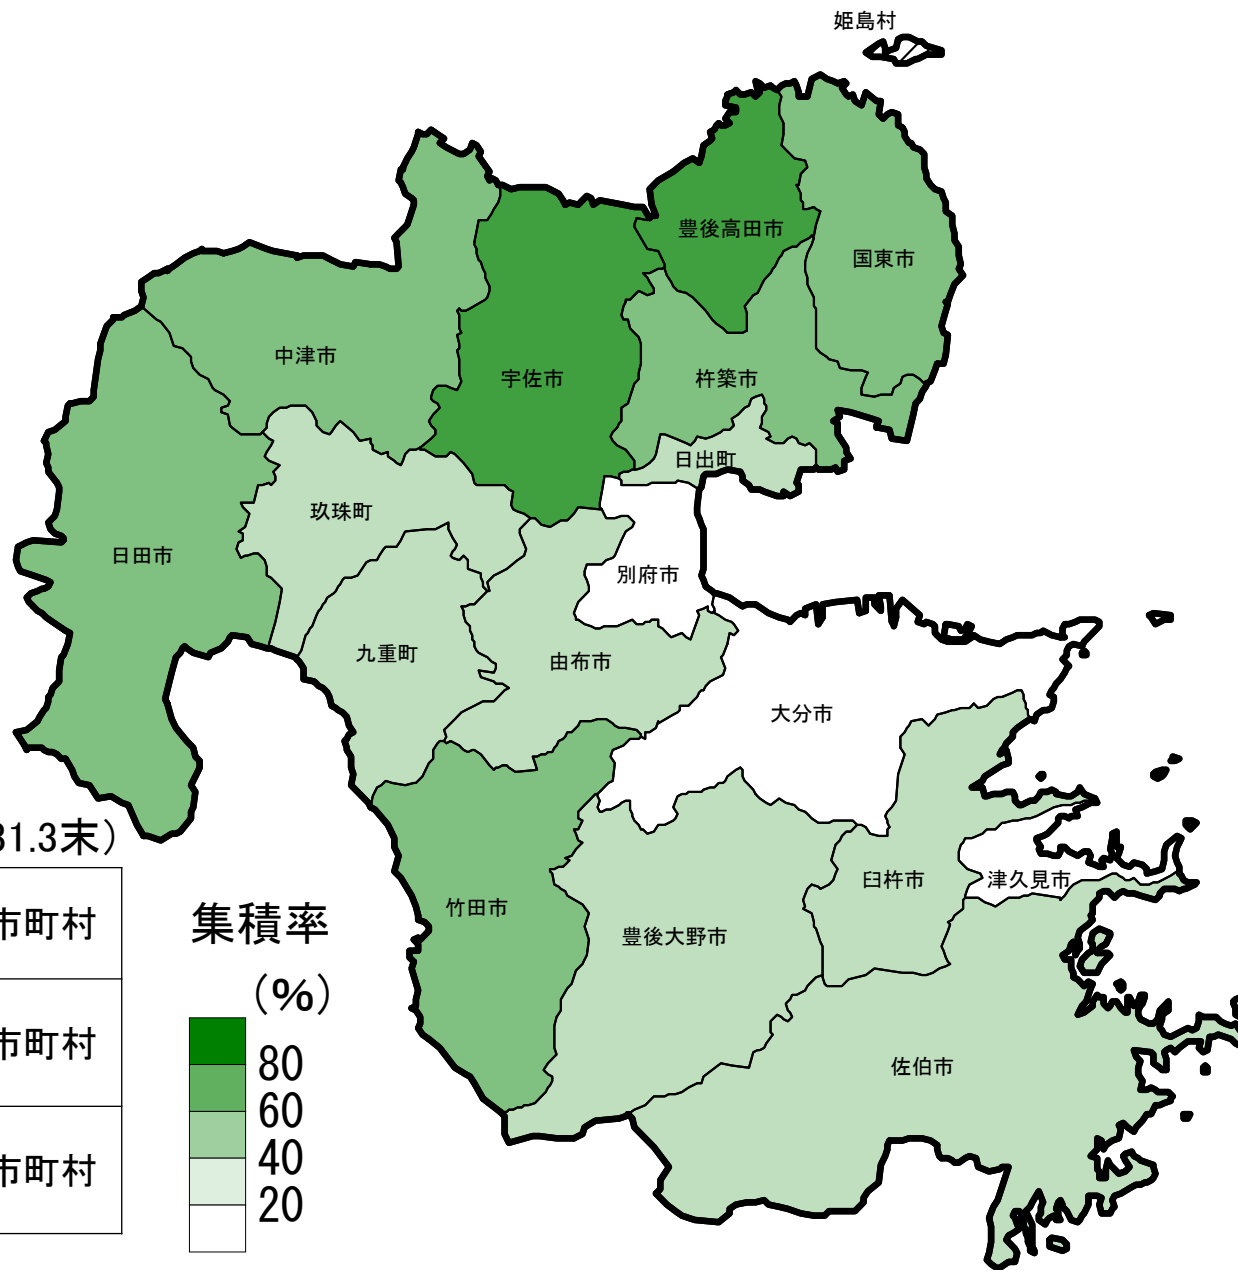 姫島村
豊後高田市
国東市
中津市
宇佐市
杵築市
日出町
玖珠町
日田市
別府市
九重町
由布市
大分市
竹田市
豊後大野市
臼杵市
津久見市
佐伯市
31.3末)
市町村
市町村
市町村
集積率
(%)
80
60
40
20